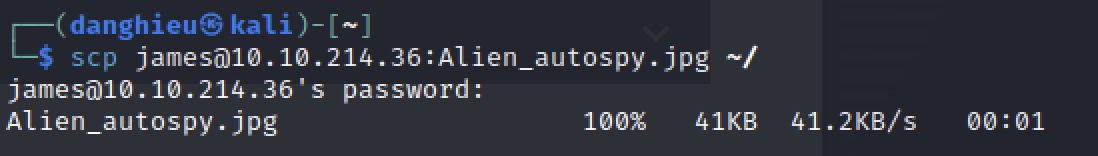 ┌──(danghieu㉿kali)-[~]
└─$ scp james@10.10.214.36:Alien_autospy.jpg ~/
james@10.10.214.36's password:
Alien_autospy.jpg 100% 41KB 41.2KB/s 00:01